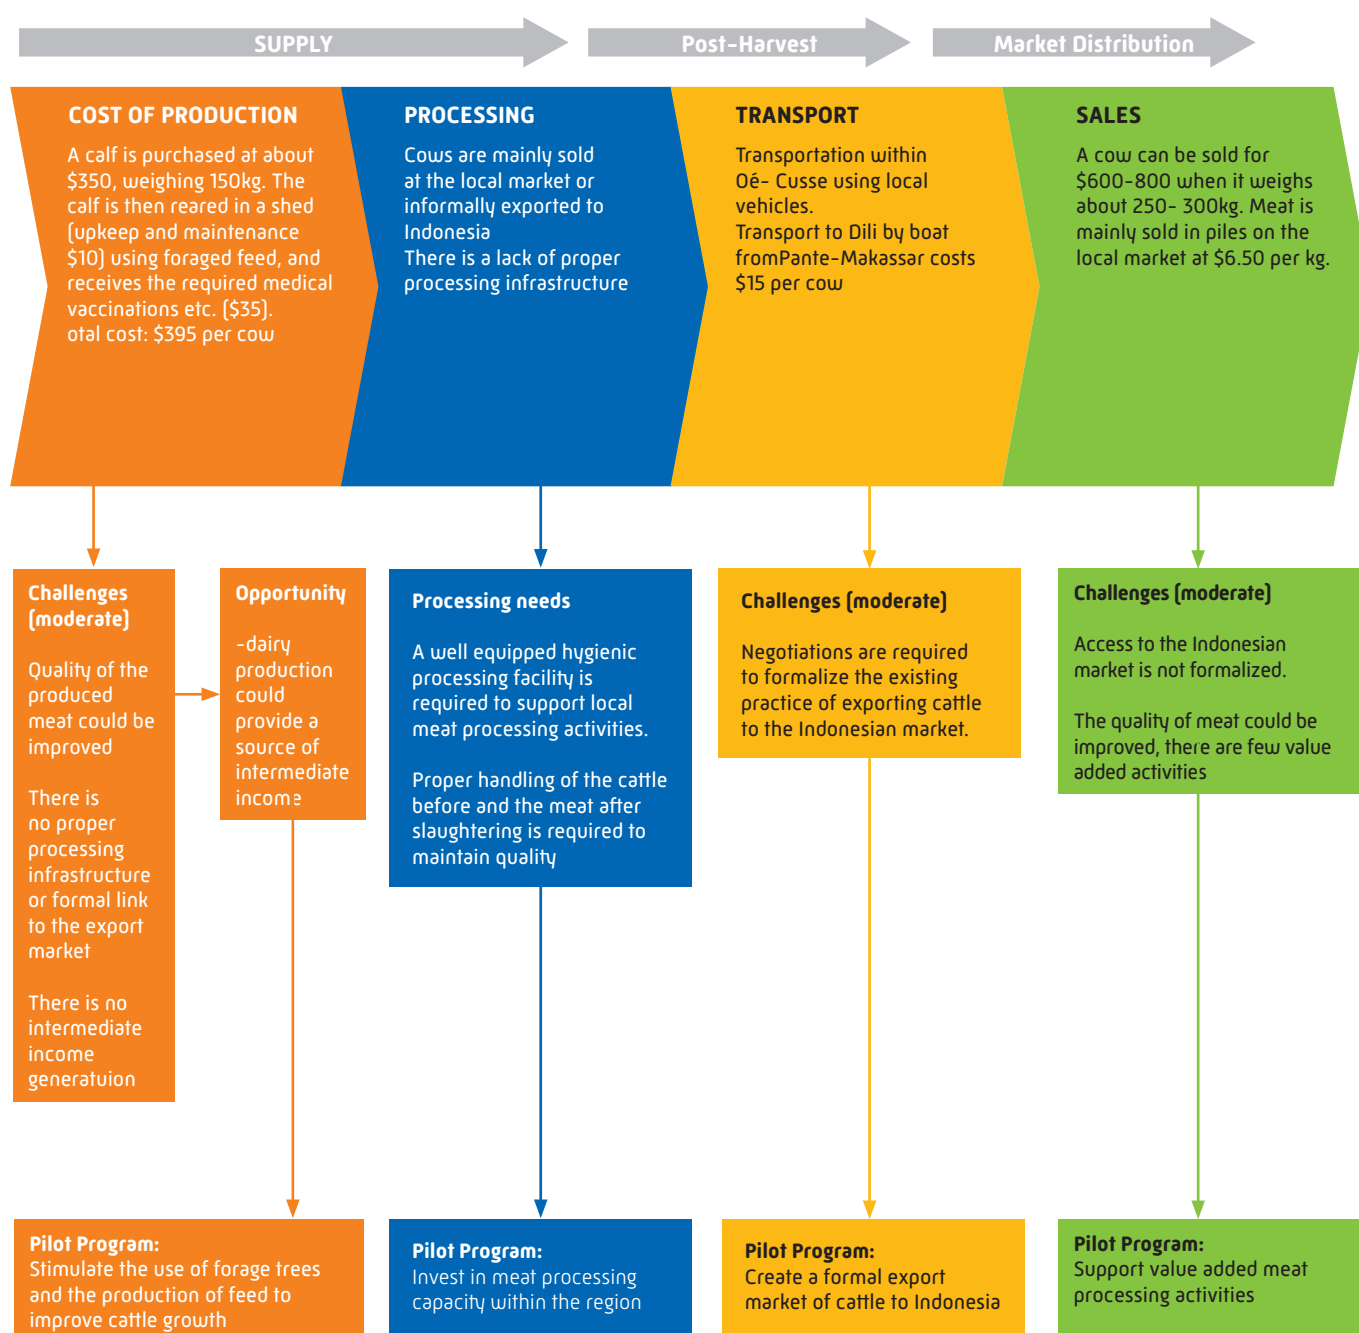 SUPPLY
Post-Harvest
Market Distribution
COST OF PRODUCTION
A calf is purchased at about
$350, weighing 150kg. The
calf is then reared in a shed
(upkeep and maintenance
$10) using foraged feed, and
receives the required medical
vaccinations etc. ($35).
otal cost: $395 per cow
PROCESSING
Cows are mainly sold
at the local market or
informally exported to
Indonesia
There is a lack of proper
processing infrastructure
TRANSPORT
Transportation within
Oé- Cusse using local
vehicles.
Transport to Dili by boat
fromPante-Makassar costs
$15 per cow
SALES
A cow can be sold for
$600-800 when it weighs
about 250- 300kg. Meat is
mainly sold in piles on the
local market at $6.50 per kg.
Challenges
(moderate)
Quality of the
produced
meat could be
improved
There is
no proper
processing
infrastructure
or formal link
to the export
market
There is no
intermediate
income
generatuion
Opportunity
-dairy
production
could
provide a
source of
intermediate
income
Processing needs
A well equipped hygienic
processing facility is
required to support local
meat processing activities.
Proper handling of the cattle
before and the meat after
slaughtering is required to
maintain quality
Challenges (moderate)
Negotiations are required
to formalize the existing
practice of exporting cattle
to the Indonesian market.
Challenges (moderate)
Access to the Indonesian
market is not formalized.
The quality of meat could be
improved, there are few value
added activities
Pilot Program:
Stimulate the use of forage trees
and the production of feed to
improve cattle growth
Pilot Program:
Invest in meat processing
capacity within the region
Pilot Program:
Create a formal export
market of cattle to Indonesia
Pilot Program:
Support value added meat
processing activities